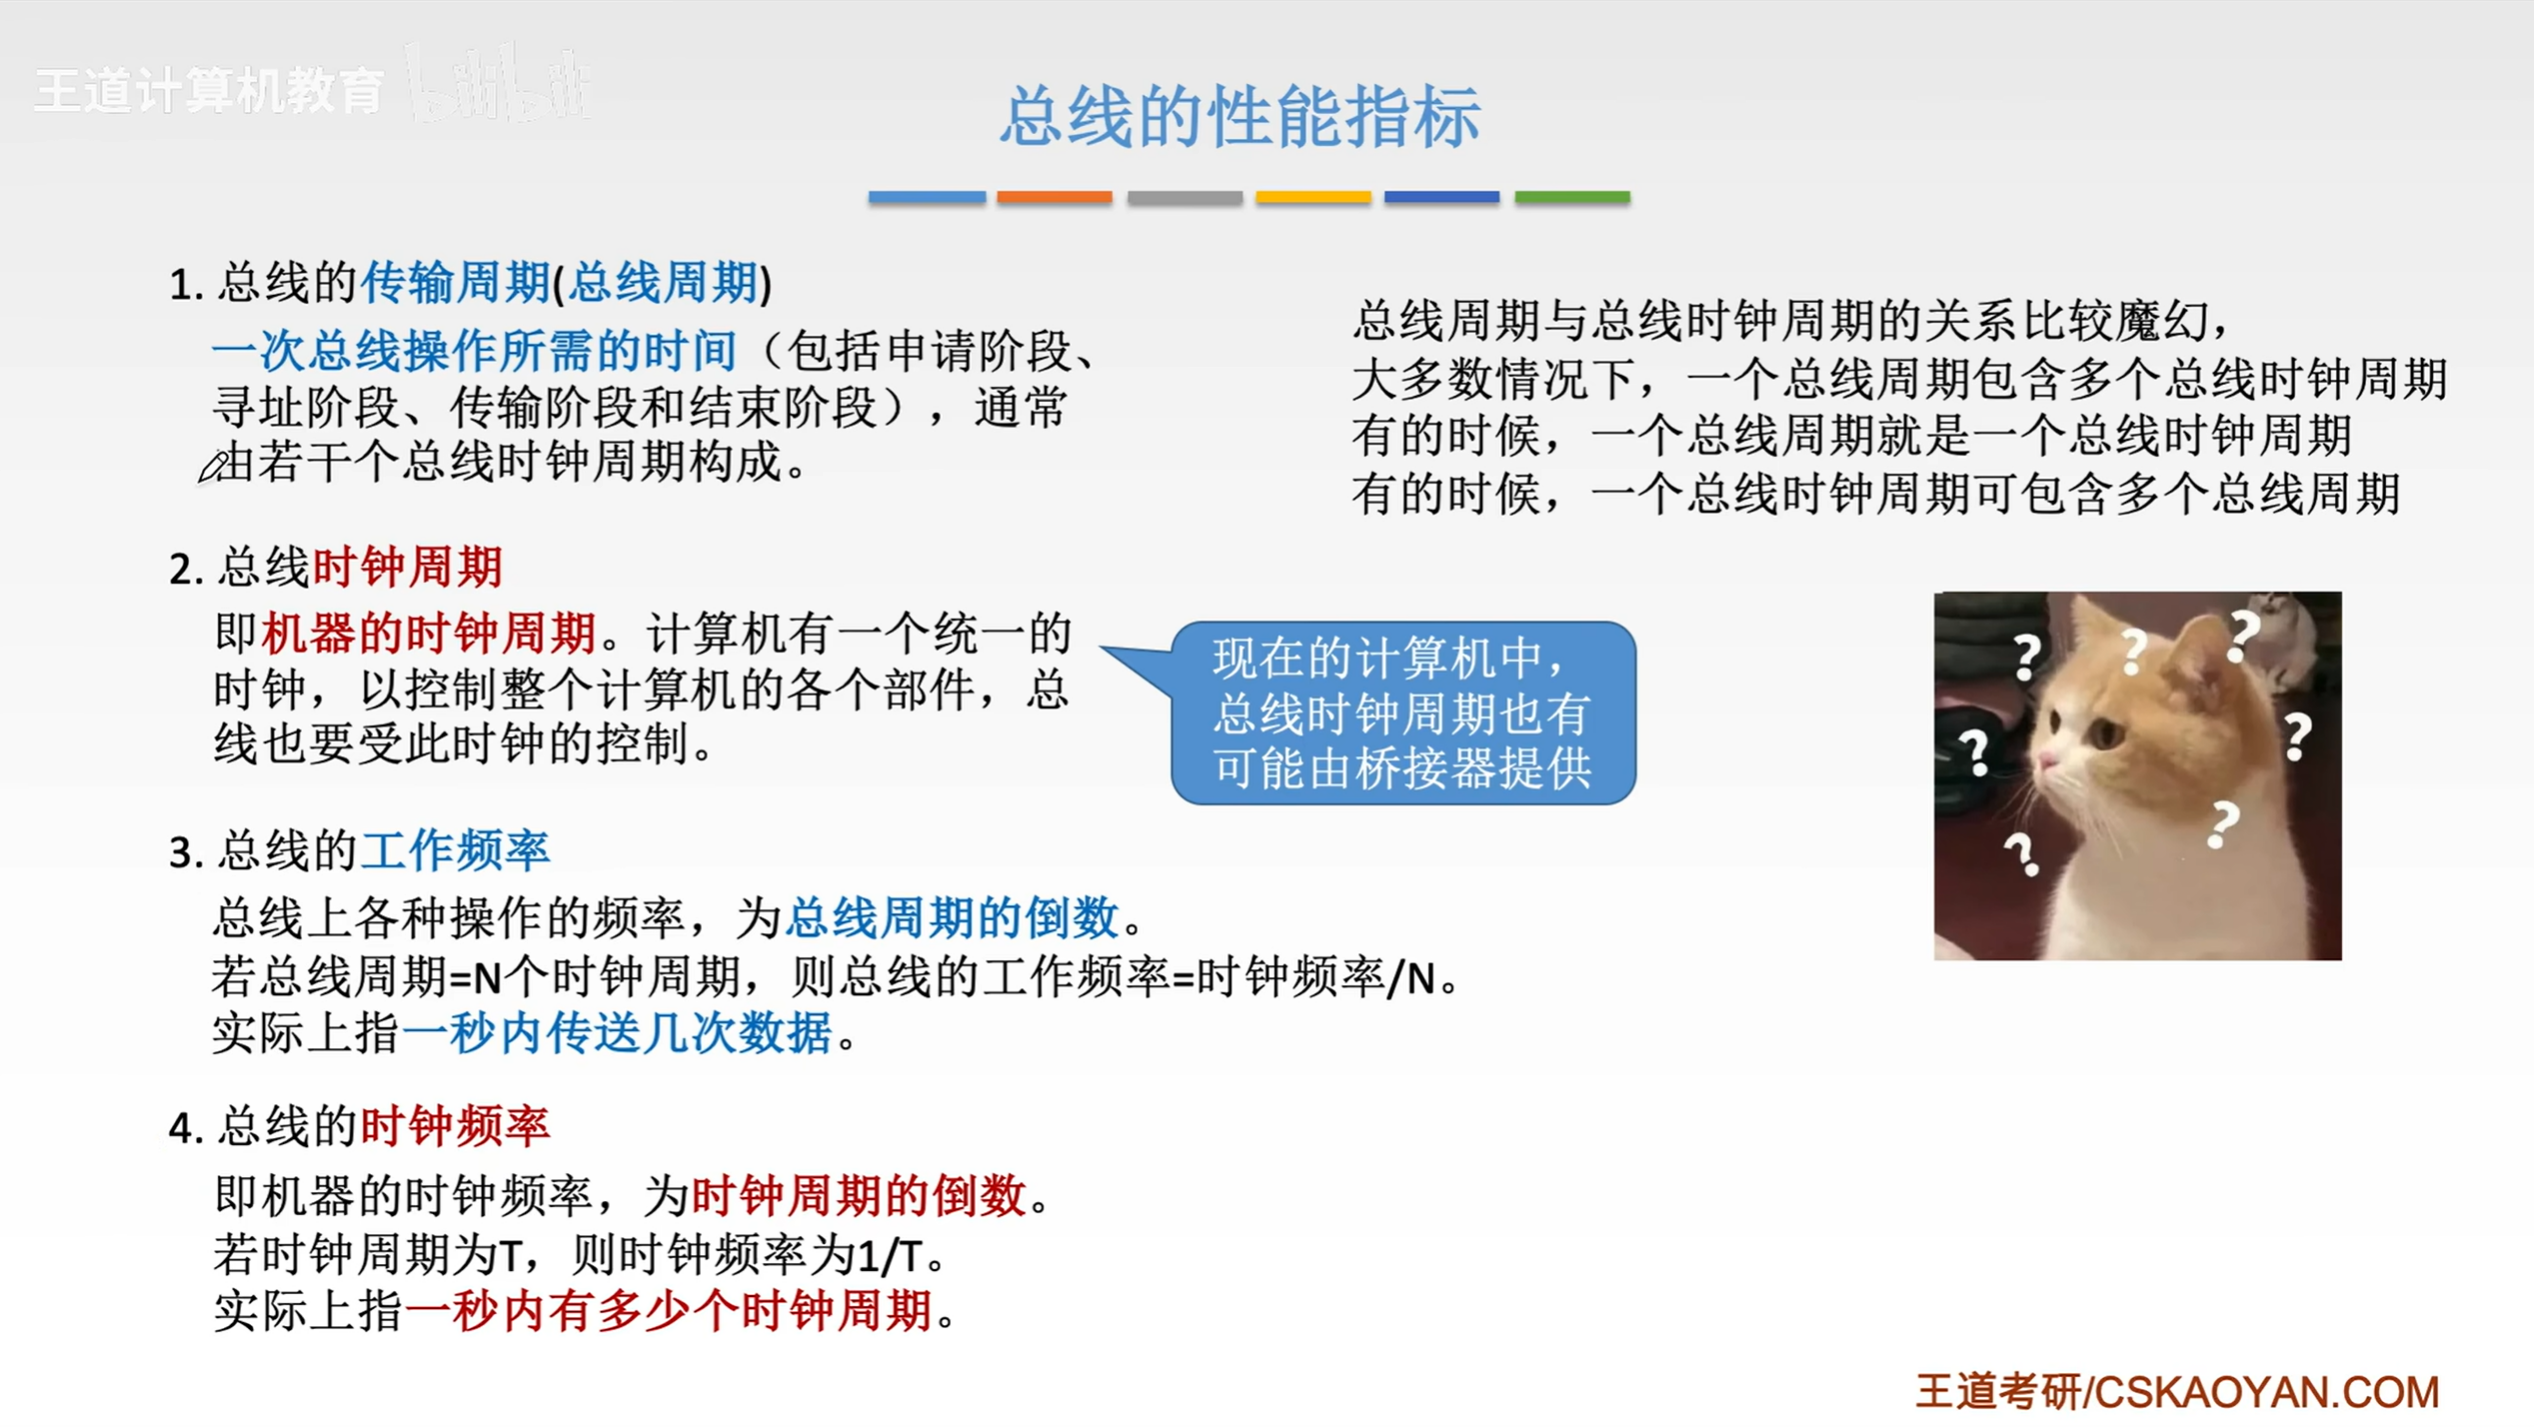 王道计算机教育 bilibili
总线的性能指标
1. 总线的传输周期(总线周期)
一次总线操作所需的时间（包括申请阶段、
寻址阶段、传输阶段和结束阶段），通常
由若干个总线时钟周期构成。
2. 总线时钟周期
即机器的时钟周期。计算机有一个统一的
时钟，以控制整个计算机的各个部件，总
线也要受此时钟的控制。
3. 总线的工作频率
总线上各种操作的频率，为总线周期的倒数。
若总线周期=N个时钟周期，则总线的工作频率=时钟频率/N。
实际上指一秒内传送几次数据。
4. 总线的时钟频率
即机器的时钟频率，为时钟周期的倒数。
若时钟周期为T，则时钟频率为1/T。
实际上指一秒内有多少个时钟周期。
总线周期与总线时钟周期的关系比较魔幻，
大多数情况下，一个总线周期包含多个总线时钟周期
有的时候，一个总线周期就是一个总线时钟周期
有的时候，一个总线时钟周期可包含多个总线周期
现在的计算机中，
总线时钟周期也有
可能由桥接器提供
? ? ? ? ? ? ?
王道考研/CSKAOYAN.COM